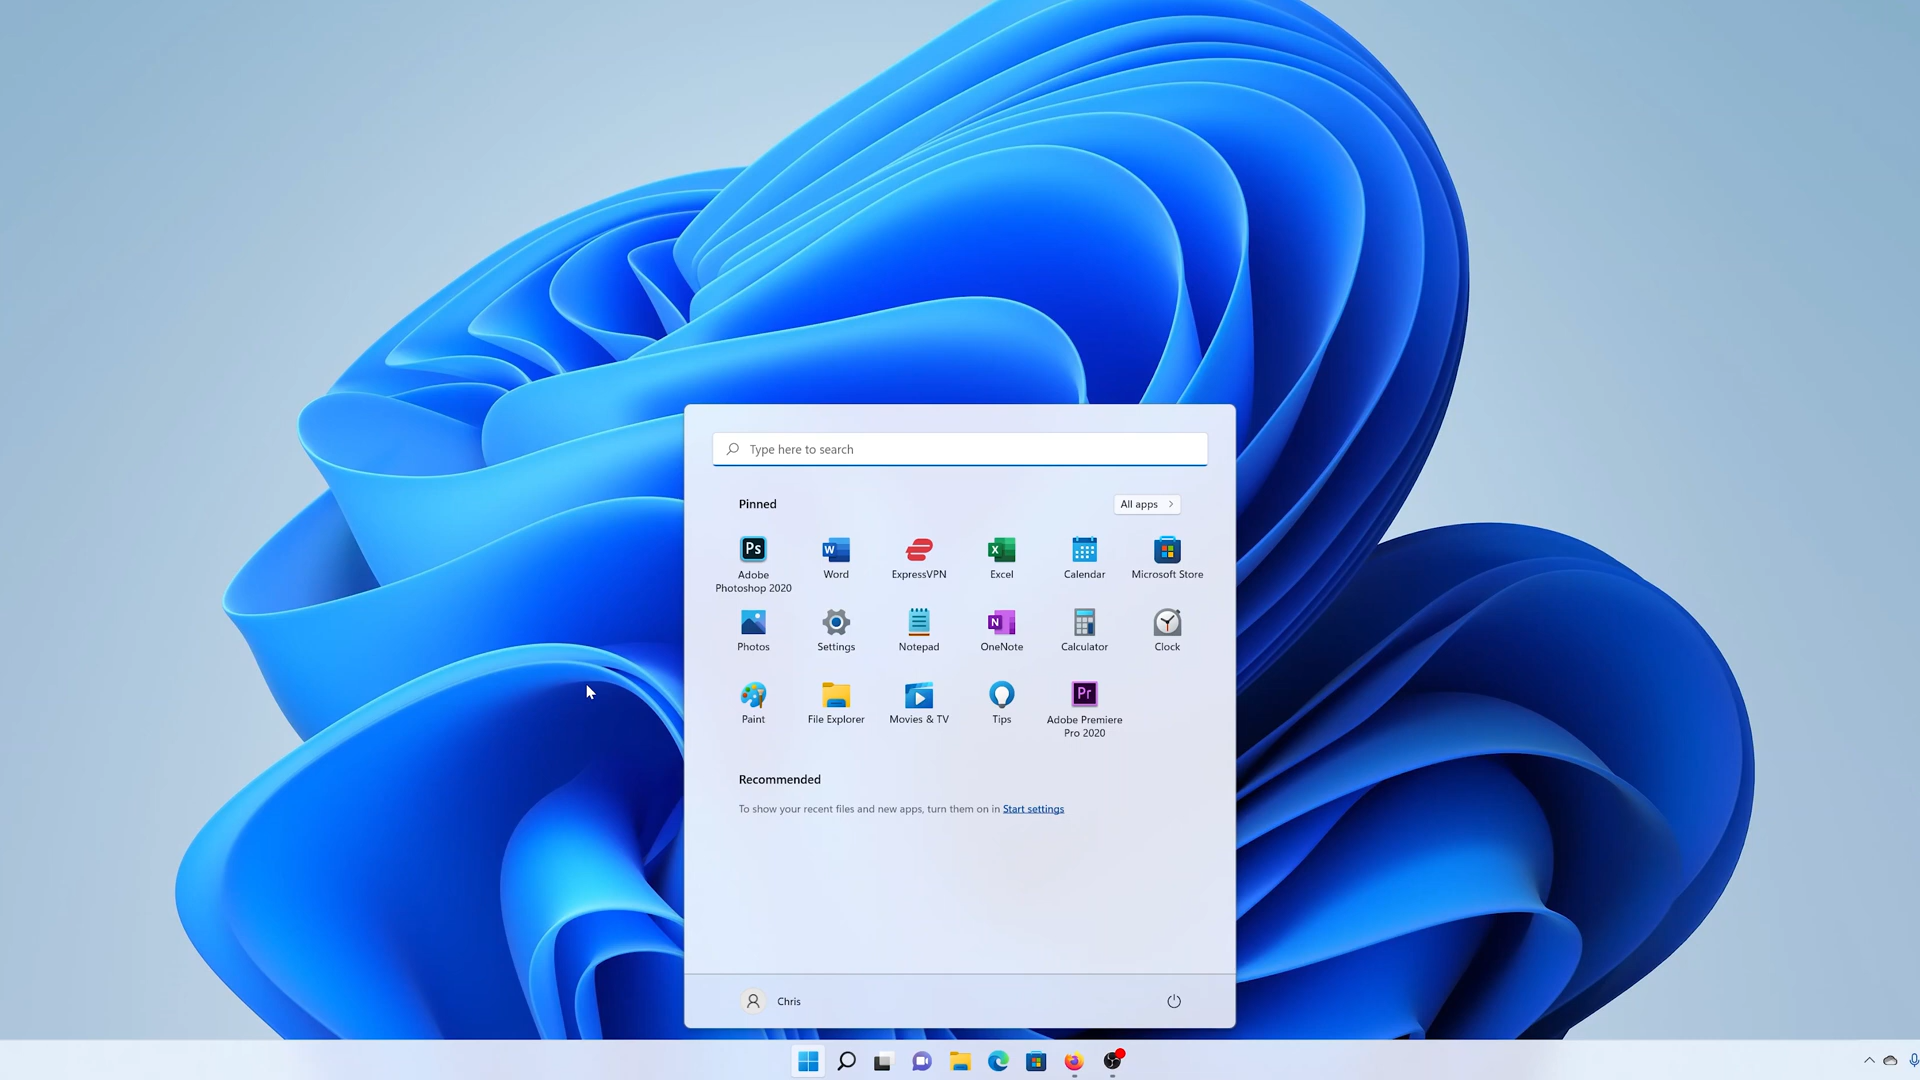 Type here to search
Pinned
All apps
Ps
W
X
Adobe
Photoshop 2020
Word
ExpressVPN
Excel
Calendar
Microsoft Store
N
Photos
Settings
Notepad
OneNote
Calculator
Clock
Pr
Paint
File Explorer
Movies & TV
Tips
Adobe Premiere
Pro 2020
Recommended
To show your recent files and new apps, turn them on in Start settings
Chris